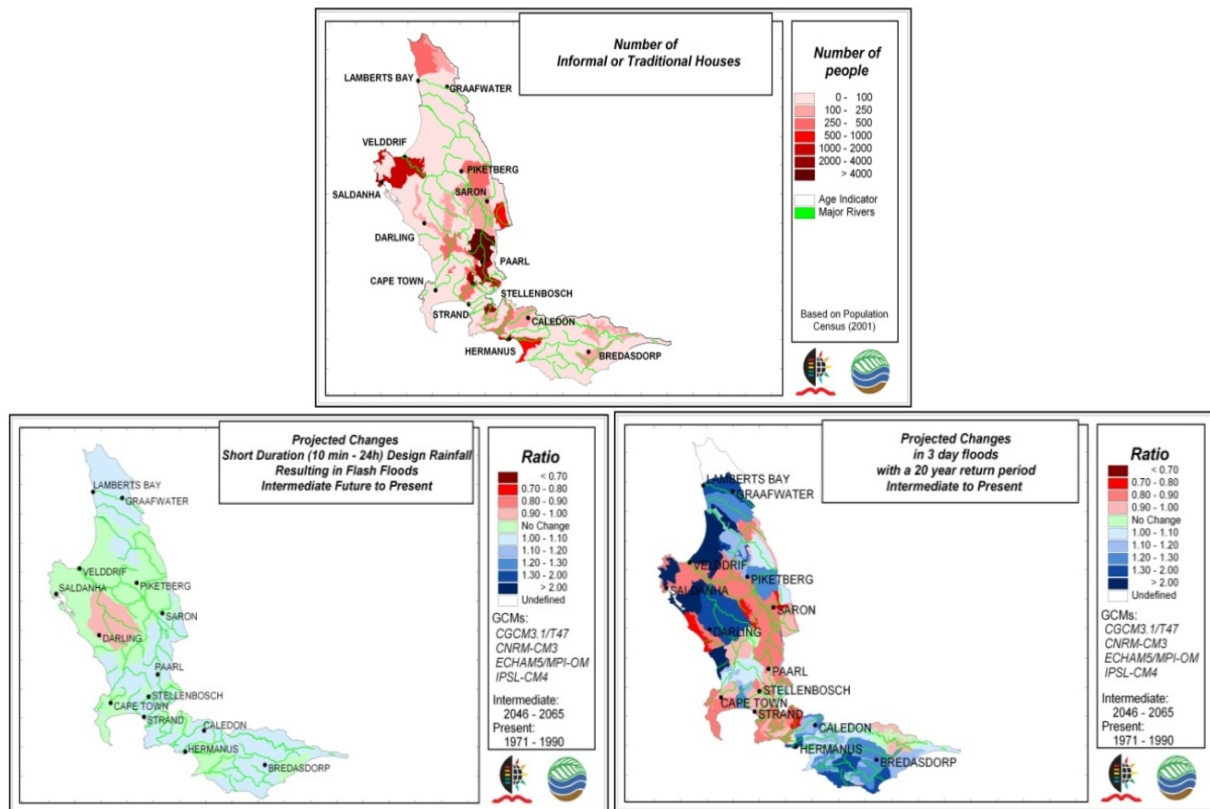 Number of
Informal or Traditional Houses
Number of
people
0 - 100
100 - 250
250 - 500
500 - 1000
1000 - 2000
2000 - 4000
> 4000
Age Indicator
Major Rivers
Based on Population
Census (2001)
LAMBERTS BAY
GRAAFWATER
VELDDRIF
PIKETBERG
SALDANHA
SARON
DARLING
PAARL
CAPE TOWN
STELLENBOSCH
STRAND
CALEDON
HERMANUS
BREDASDORP
Projected Changes
Short Duration (10 min - 24h) Design Rainfall
Resulting in Flash Floods
Intermediate Future to Present
Ratio
< 0.70
0.70 - 0.80
0.80 - 0.90
0.90 - 1.00
No Change
1.00 - 1.10
1.10 - 1.20
1.20 - 1.30
1.30 - 2.00
> 2.00
Undefined
GCMs:
CGCM3.1/T47
CNRM-CM3
ECHAM5/MPI-OM
IPSL-CM4
Intermediate:
2046 - 2065
Present:
1971 - 1990
LAMBERTS BAY
GRAAFWATER
VELDDRIF
PIKETBERG
SALDANHA
SARON
DARLING
PAARL
STELLENBOSCH
CAPE TOWN
STRAND
CALEDON
HERMANUS
BREDASDORP
Projected Changes
in 3 day floods
with a 20 year return period
Intermediate to Present
Ratio
< 0.70
0.70 - 0.80
0.80 - 0.90
0.90 - 1.00
No Change
1.00 - 1.10
1.10 - 1.20
1.20 - 1.30
1.30 - 2.00
> 2.00
Undefined
GCMs:
CGCM3.1/T47
CNRM-CM3
ECHAM5/MPI-OM
IPSL-CM4
Intermediate:
2046 - 2065
Present:
1971 - 1990
LAMBERTS BAY
GRAAFWATER
VELDDRIF
PIKETBERG
SALDANHA
SARON
DARLING
PAARL
STELLENBOSCH
CAPE TOWN
STRAND
CALEDON
HERMANUS
BREDASDORP